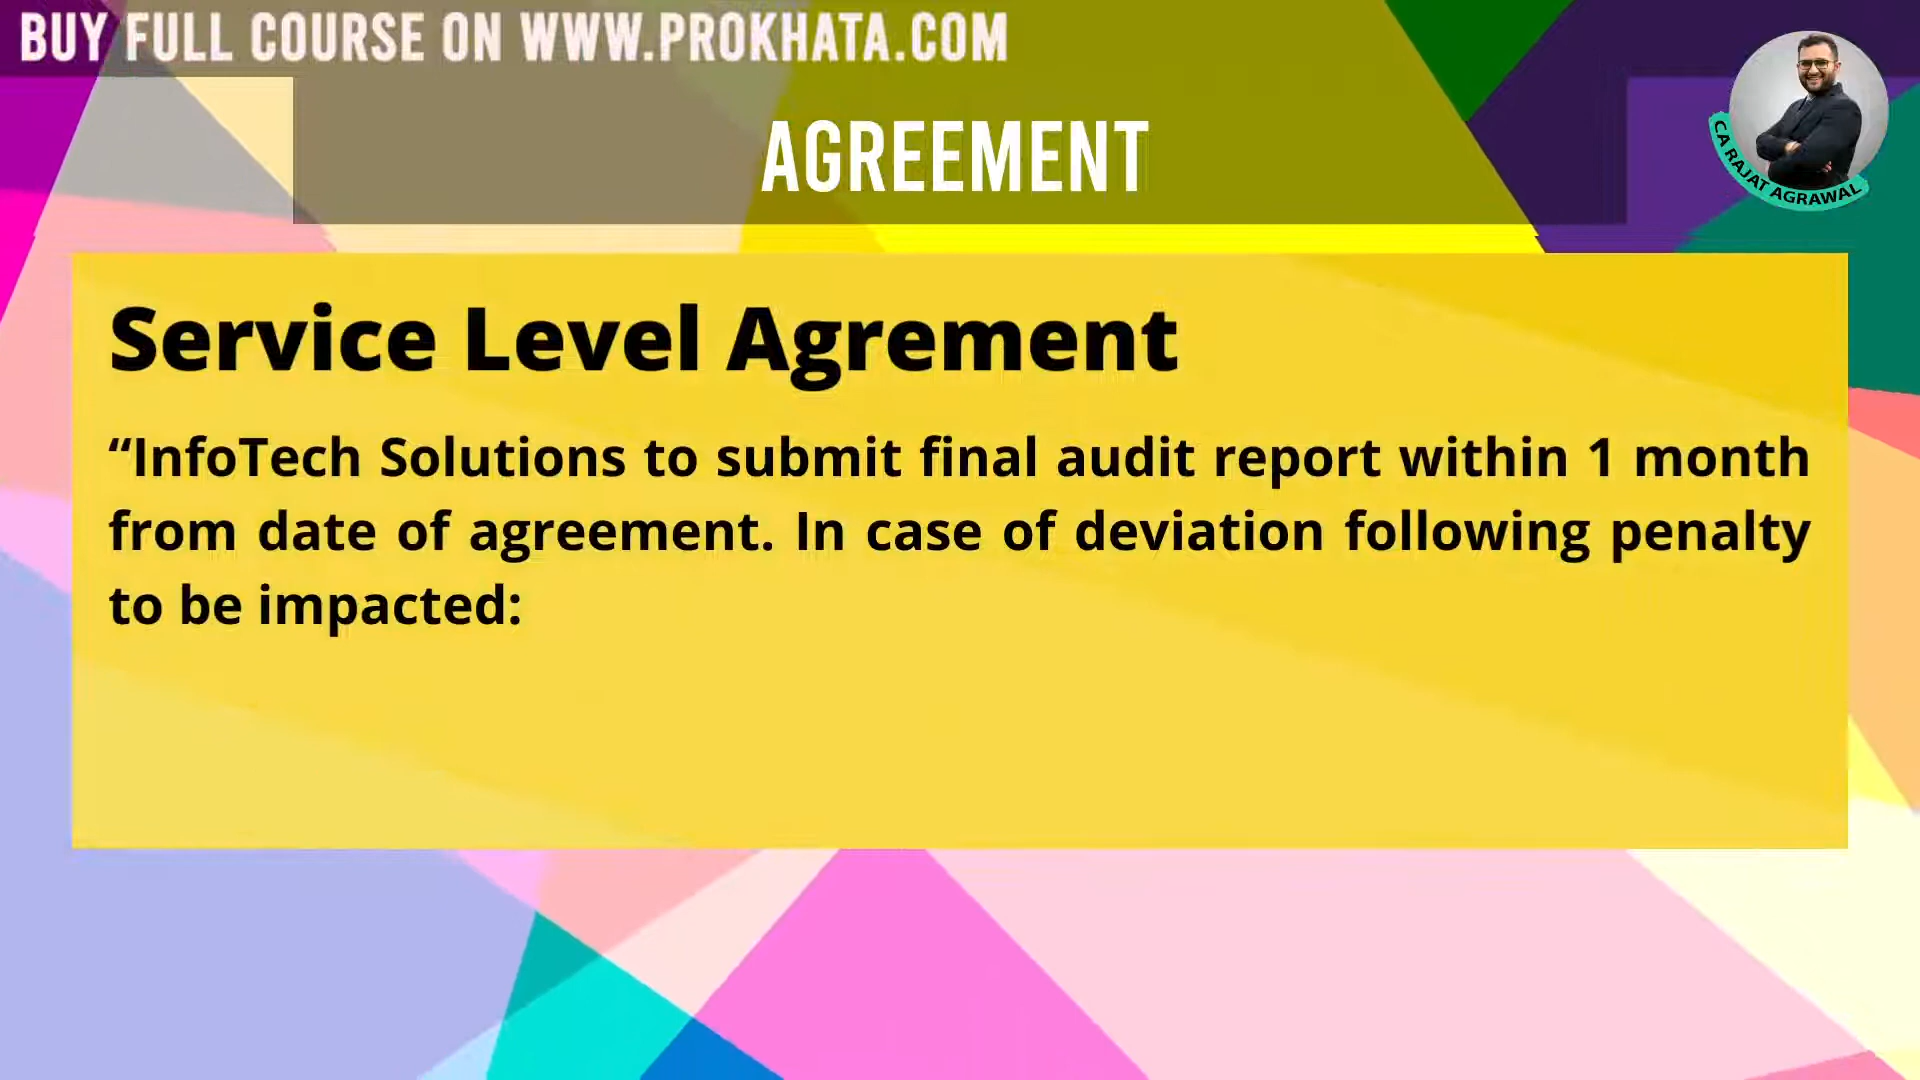 BUY FULL COURSE ON WWW.PROKHATA.COM
AGREEMENT
CA RAJAT AGRAWAL
Service Level Agrement
“InfoTech Solutions to submit final audit report within 1 month
from date of agreement. In case of deviation following penalty
to be impacted: